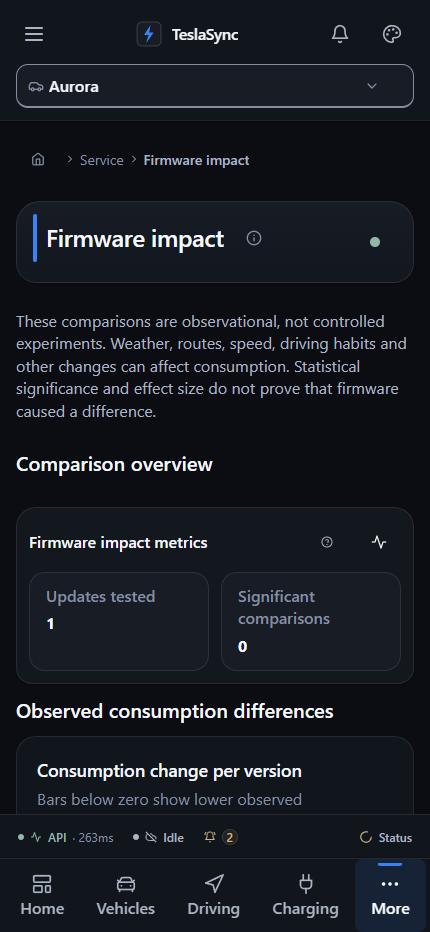 TeslaSync
Aurora
Service > Firmware impact
Firmware impact
These comparisons are observational, not controlled
experiments. Weather, routes, speed, driving habits and
other changes can affect consumption. Statistical
significance and effect size do not prove that firmware
caused a difference.
Comparison overview
Firmware impact metrics
Updates tested
1
Significant
comparisons
0
Observed consumption differences
Consumption change per version
Bars below zero show lower observed
API · 263ms Idle 2 Status
Home Vehicles Driving Charging More